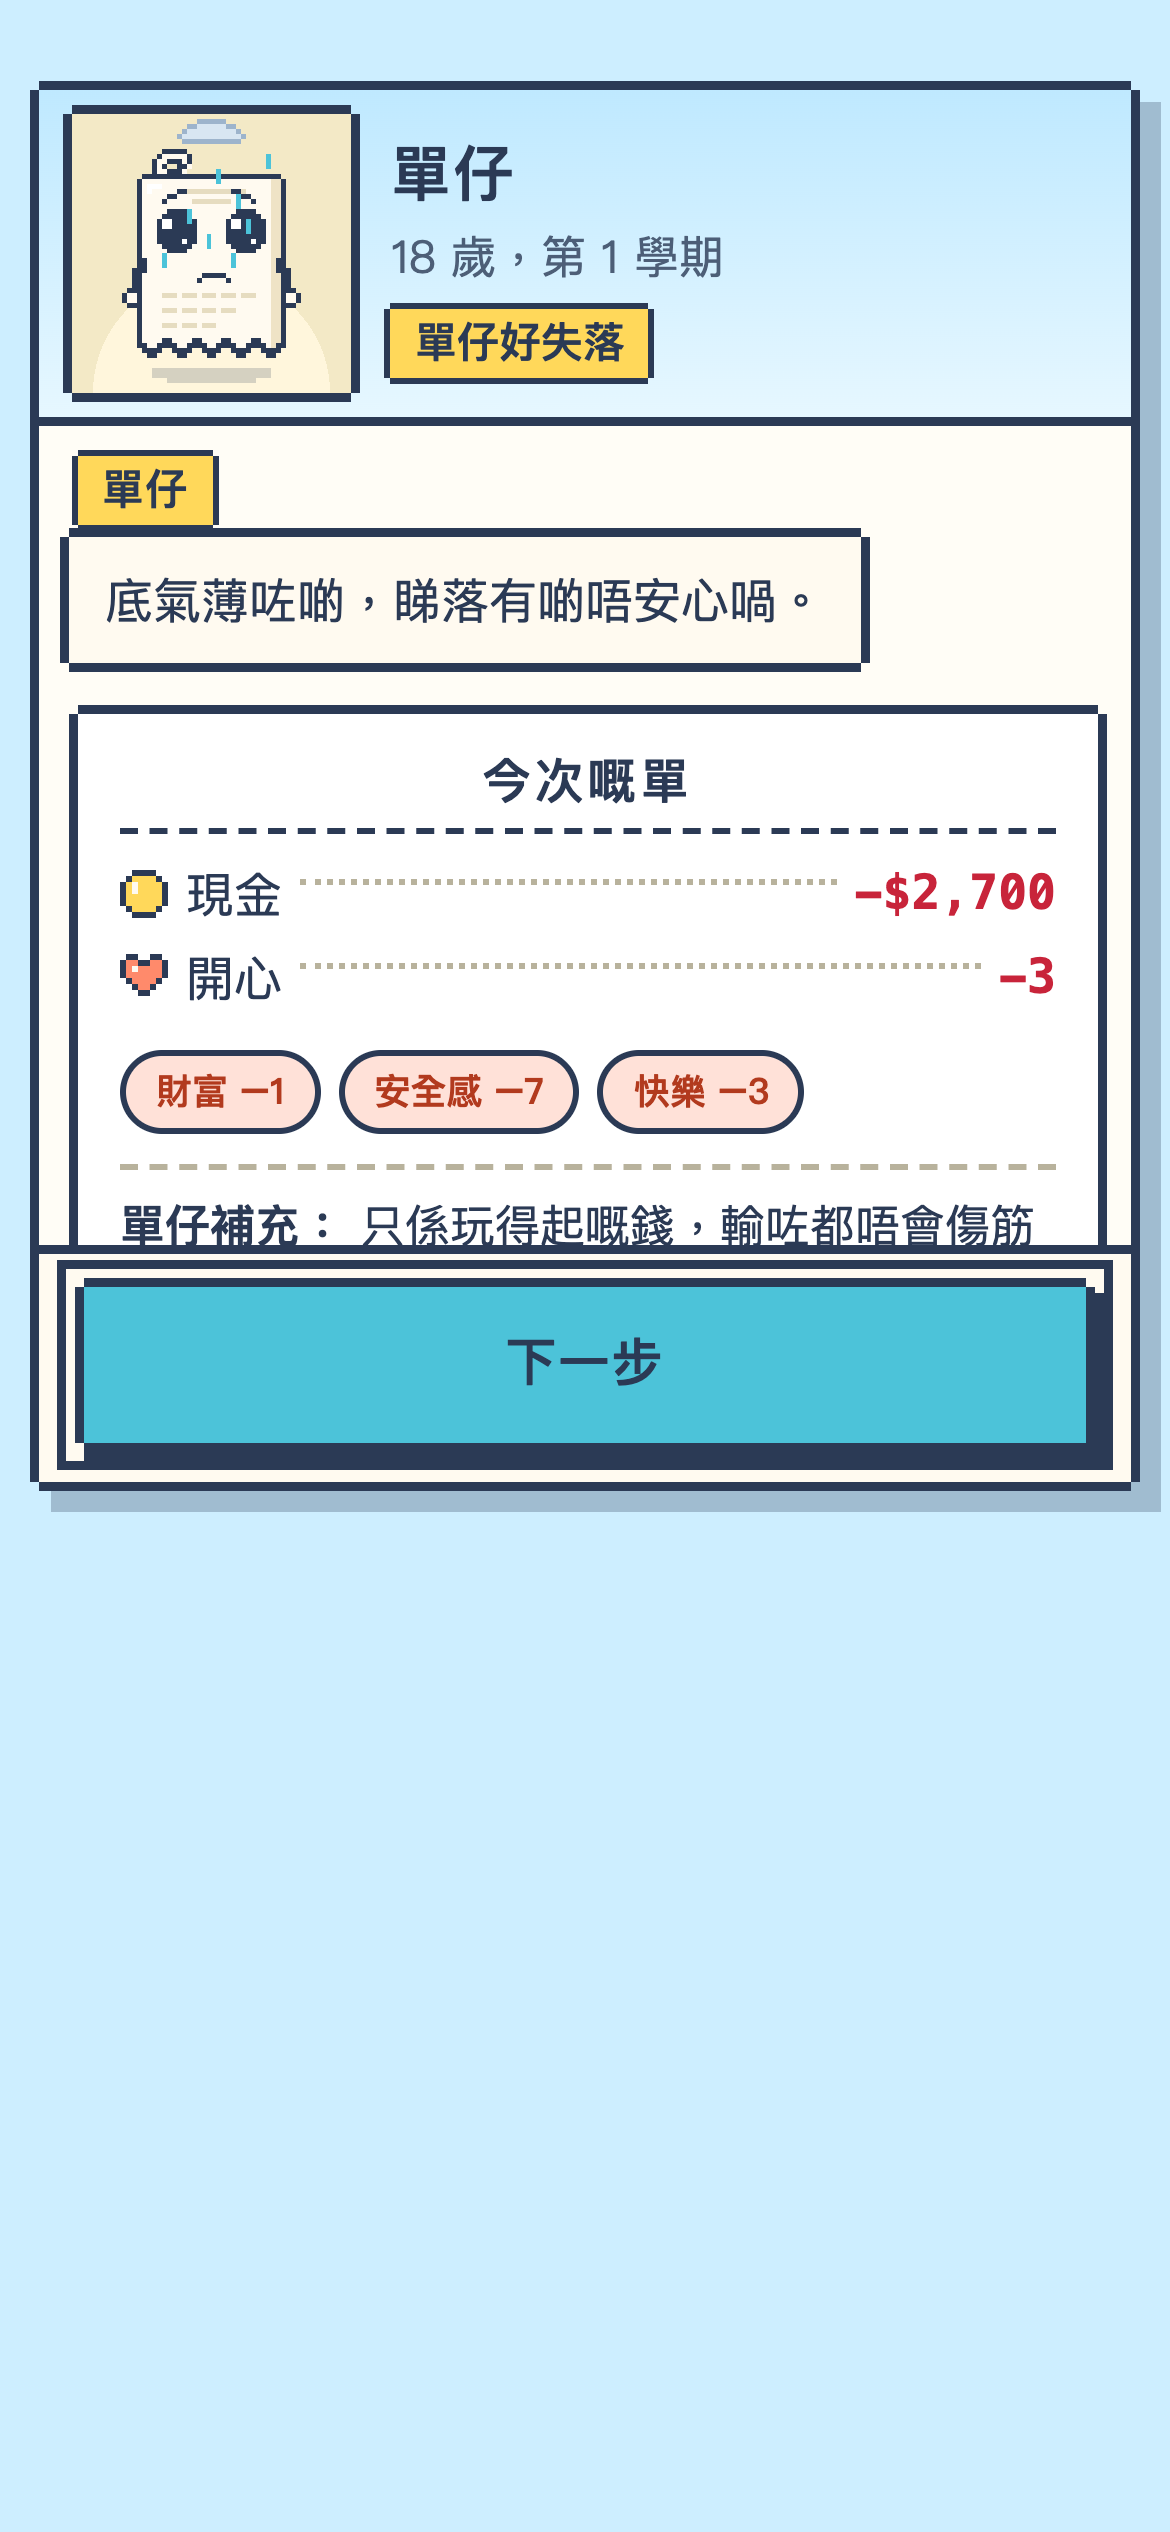 單仔
18 歲，第 1 學期
單仔好失落
單仔
底氣薄咗啲，睇落有啲唔安心喎。
今次嘅單
現金 −$2,700
開心 −3
財富 −1 安全感 −7 快樂 −3
單仔補充： 只係玩得起嘅錢，輸咗都唔會傷筋
下一步